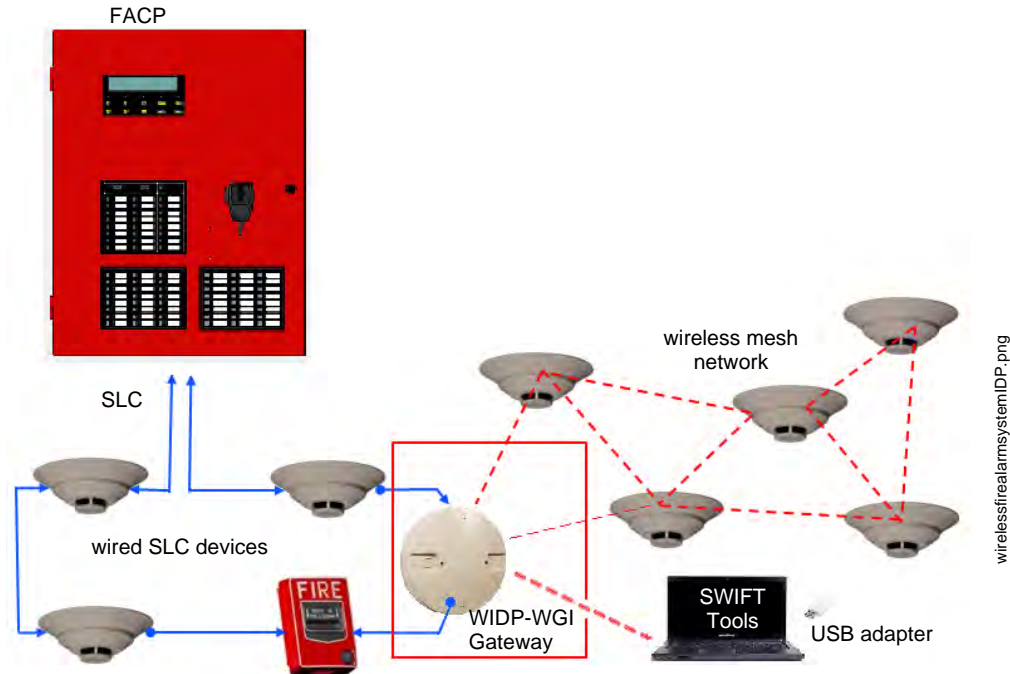 FACP
wireless mesh
network
SLC
wired SLC devices
FIRE
WIDP-WGI
Gateway
SWIFT
Tools
USB adapter
wirelessfirealarmsystemIDP.png